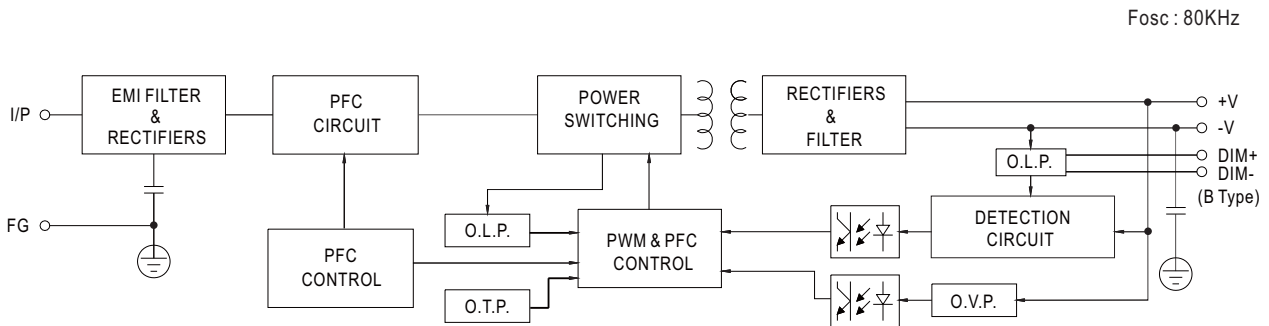 Fosc : 80KHz
I/P
EMI FILTER
&
RECTIFIERS
PFC
CIRCUIT
POWER
SWITCHING
RECTIFIERS
&
FILTER
+V
-V
DIM+
DIM-
(B Type)
O.L.P.
FG
O.L.P.
PFC
CONTROL
PWM & PFC
CONTROL
DETECTION
CIRCUIT
O.T.P.
O.V.P.